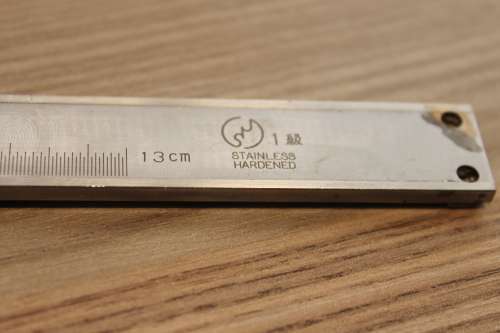 13cm
1級
STAINLESS
HARDENED